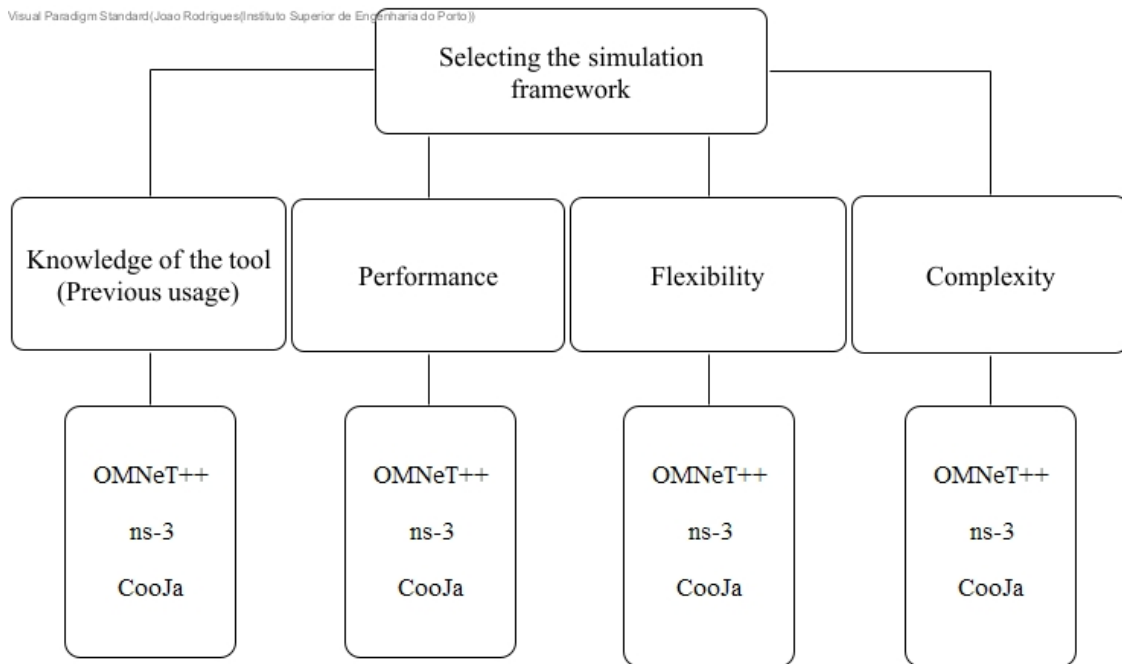 Visual Paradigm Standard(Joao Rodrigues(Instituto Superior de Engenharia do Porto))
Selecting the simulation
framework
Knowledge of the tool
(Previous usage)
Performance
Flexibility
Complexity
OMNeT++
ns-3
CooJa
OMNeT++
ns-3
CooJa
OMNeT++
ns-3
CooJa
OMNeT++
ns-3
CooJa